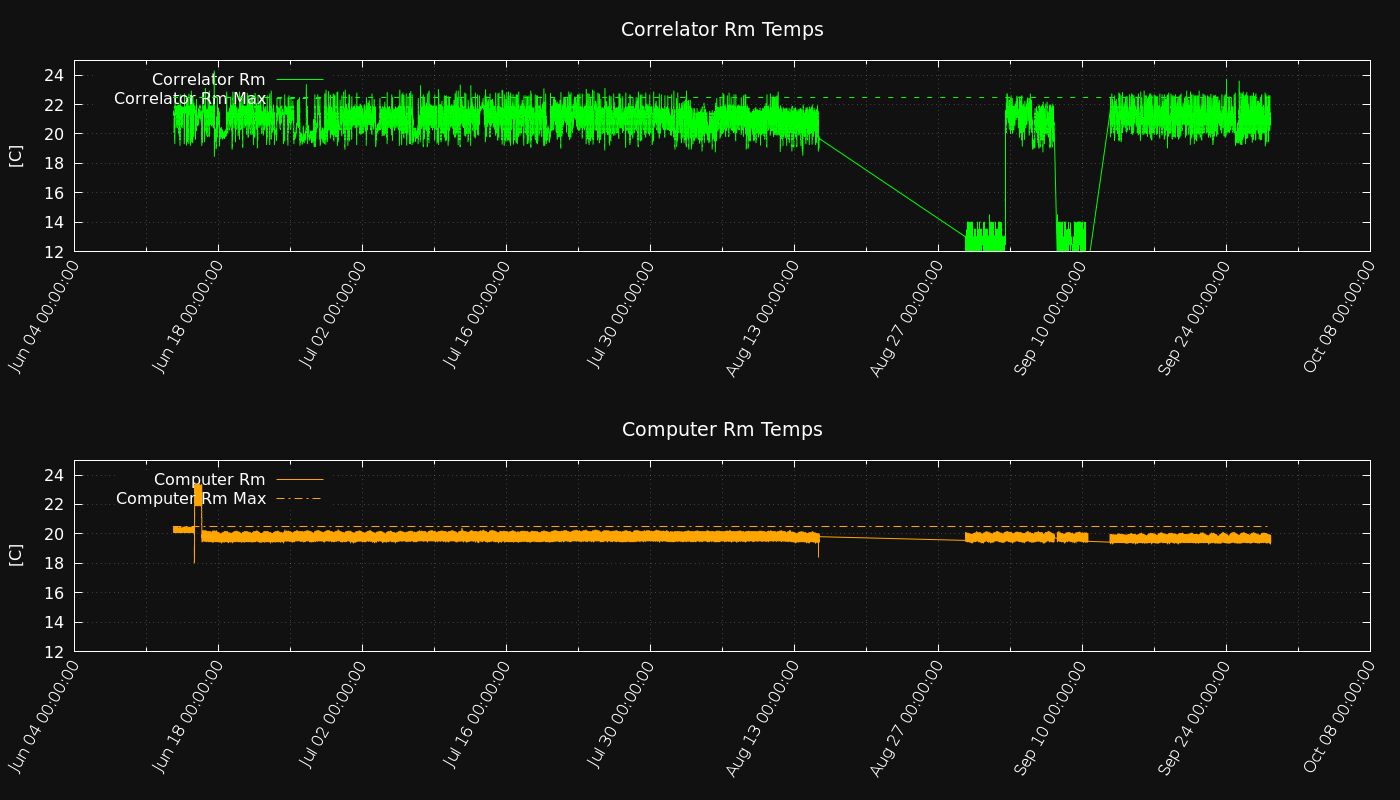 Correlator Rm Temps
24
22
20
18
16
14
12
[C]
Correlator Rm
Correlator Rm Max
Jun 04 00:00:00
Jun 18 00:00:00
Jul 02 00:00:00
Jul 16 00:00:00
Jul 30 00:00:00
Aug 13 00:00:00
Aug 27 00:00:00
Sep 10 00:00:00
Sep 24 00:00:00
Oct 08 00:00:00
Computer Rm Temps
24
22
20
18
16
14
12
[C]
Computer Rm
Computer Rm Max
Jun 04 00:00:00
Jun 18 00:00:00
Jul 02 00:00:00
Jul 16 00:00:00
Jul 30 00:00:00
Aug 13 00:00:00
Aug 27 00:00:00
Sep 10 00:00:00
Sep 24 00:00:00
Oct 08 00:00:00